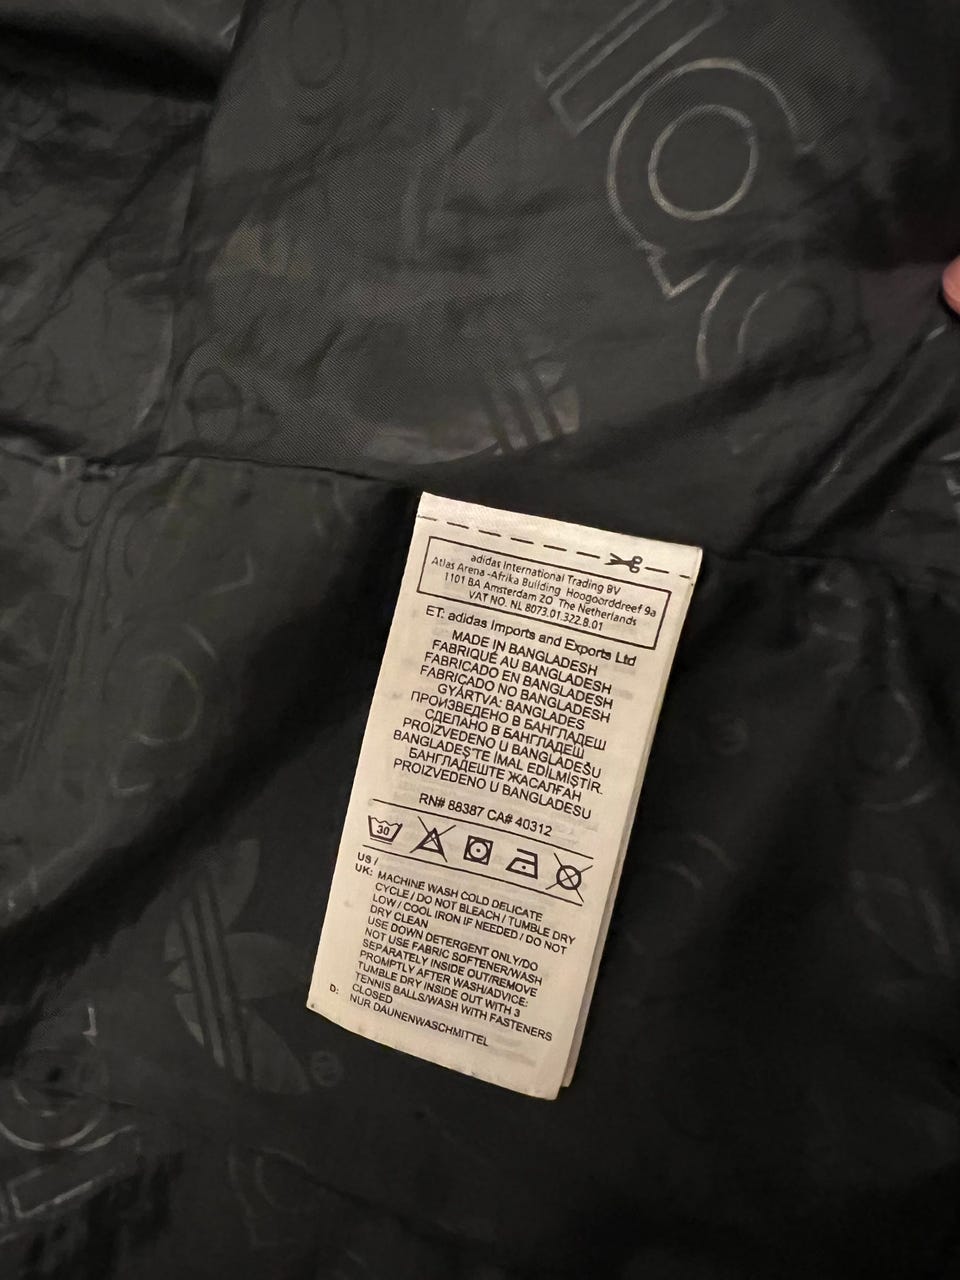 adidas International Trading BV
Atlas Arena -Afrika Building Hoogoorddreef 9a
1101 BA Amsterdam ZO The Netherlands
VAT NO. NL 8073.01.322.B.01
ET: adidas Imports and Exports Ltd
MADE IN BANGLADESH
FABRIQUÉ AU BANGLADESH
FABRICADO EN BANGLADESH
FABRICADO NO BANGLADESH
GYÁRTVA: BANGLADES
ПРОИЗВЕДЕНО В БАНГЛАДЕШ
СДЕЛАНО В БАНГЛАДЕШ
PROIZVEDENO U BANGLADEŠU
BANGLADEŞ'TE İMAL EDİLMİŞTİR.
БАНГЛАДЕШТЕ ЖАСАЛҒАН
PROIZVEDENO U BANGLADESU
RN# 88387 CA# 40312
30
US /
UK: MACHINE WASH COLD DELICATE
CYCLE / DO NOT BLEACH / TUMBLE DRY
LOW / COOL IRON IF NEEDED / DO NOT
DRY CLEAN
USE DOWN DETERGENT ONLY/DO
NOT USE FABRIC SOFTENER/WASH
SEPARATELY INSIDE OUT/REMOVE
PROMPTLY AFTER WASH/ADVICE:
TUMBLE DRY INSIDE OUT WITH 3
TENNIS BALLS/WASH WITH FASTENERS
CLOSED
D: NUR DAUNENWASCHMITTEL